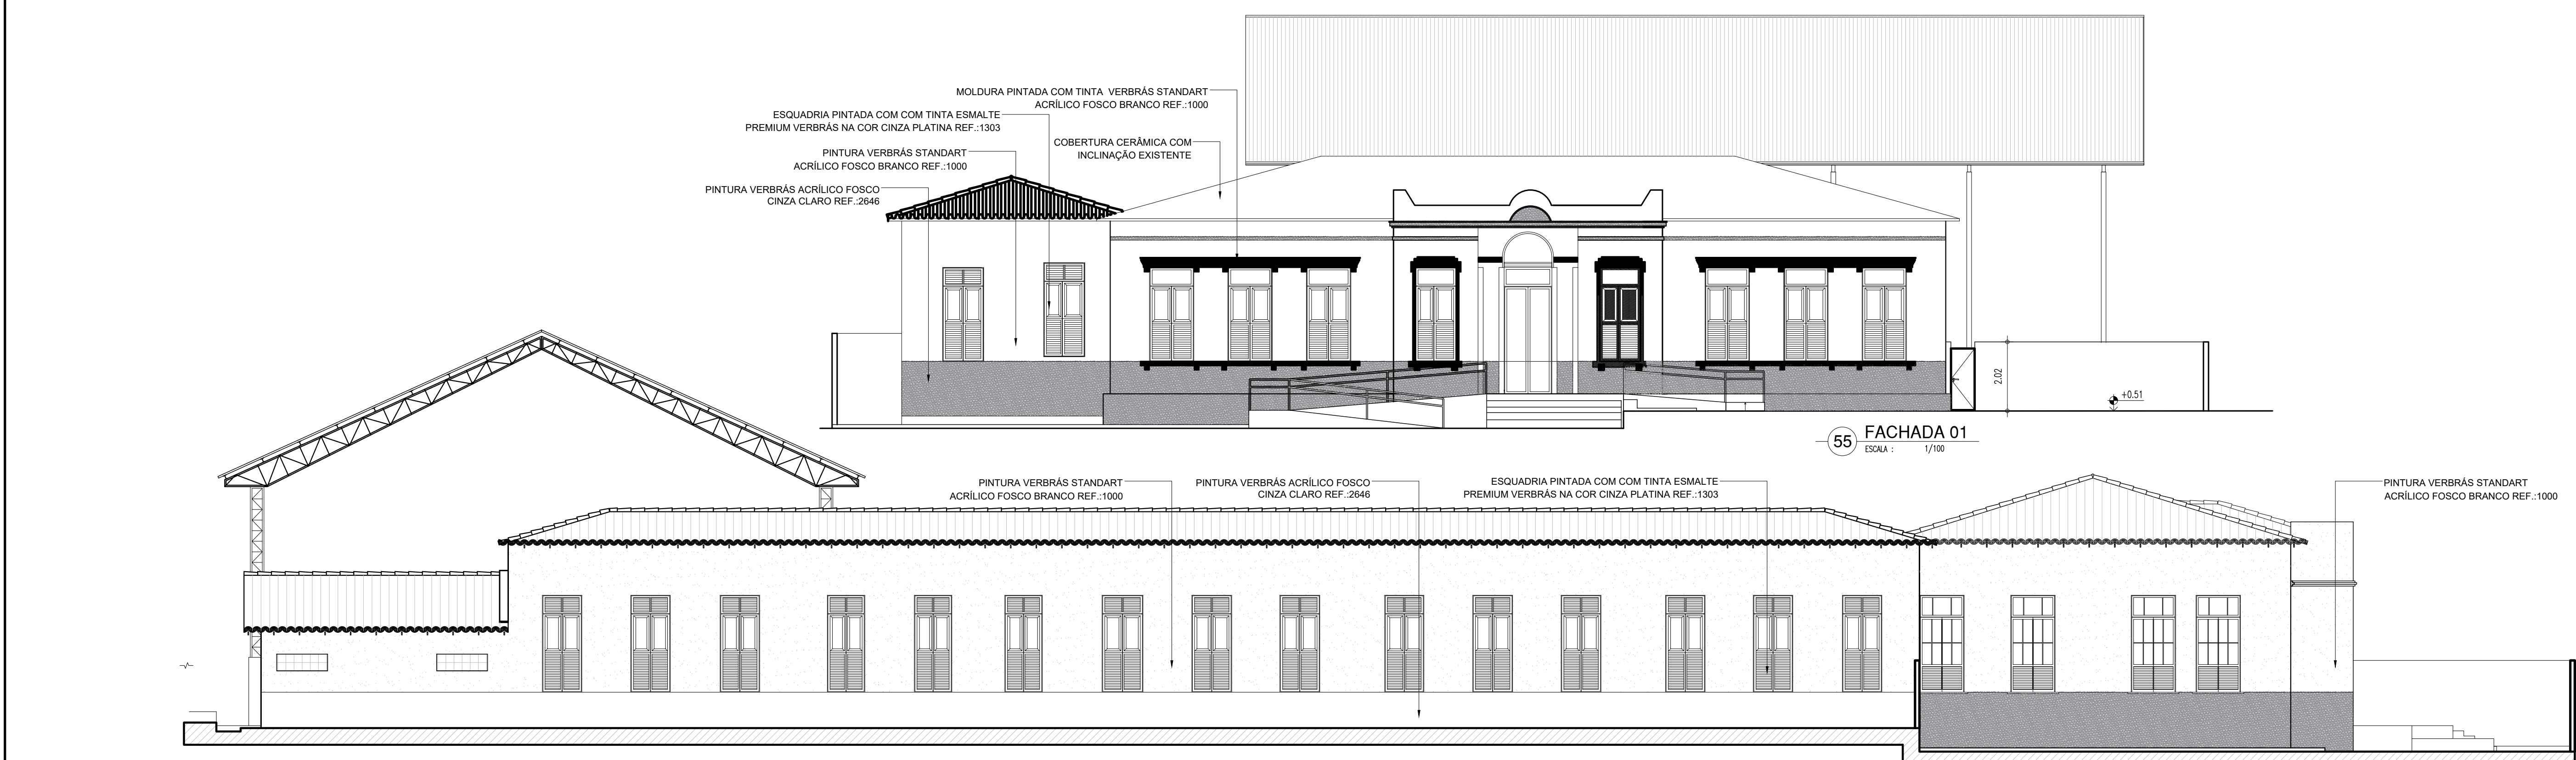 MOLDURA PINTADA COM TINTA VERBRÁS STANDART
ACRÍLICO FOSCO BRANCO REF.:1000
ESQUADRIA PINTADA COM COM TINTA ESMALTE
PREMIUM VERBRÁS NA COR CINZA PLATINA REF.:1303
COBERTURA CERÂMICA COM
INCLINAÇÃO EXISTENTE
PINTURA VERBRÁS STANDART
ACRÍLICO FOSCO BRANCO REF.:1000
PINTURA VERBRÁS ACRÍLICO FOSCO
CINZA CLARO REF.:2646
2.02
+0.51
55 FACHADA 01
ESCALA : 1/100
PINTURA VERBRÁS STANDART
ACRÍLICO FOSCO BRANCO REF.:1000
PINTURA VERBRÁS ACRÍLICO FOSCO
CINZA CLARO REF.:2646
ESQUADRIA PINTADA COM COM TINTA ESMALTE
PREMIUM VERBRÁS NA COR CINZA PLATINA REF.:1303
PINTURA VERBRÁS STANDART
ACRÍLICO FOSCO BRANCO REF.:1000